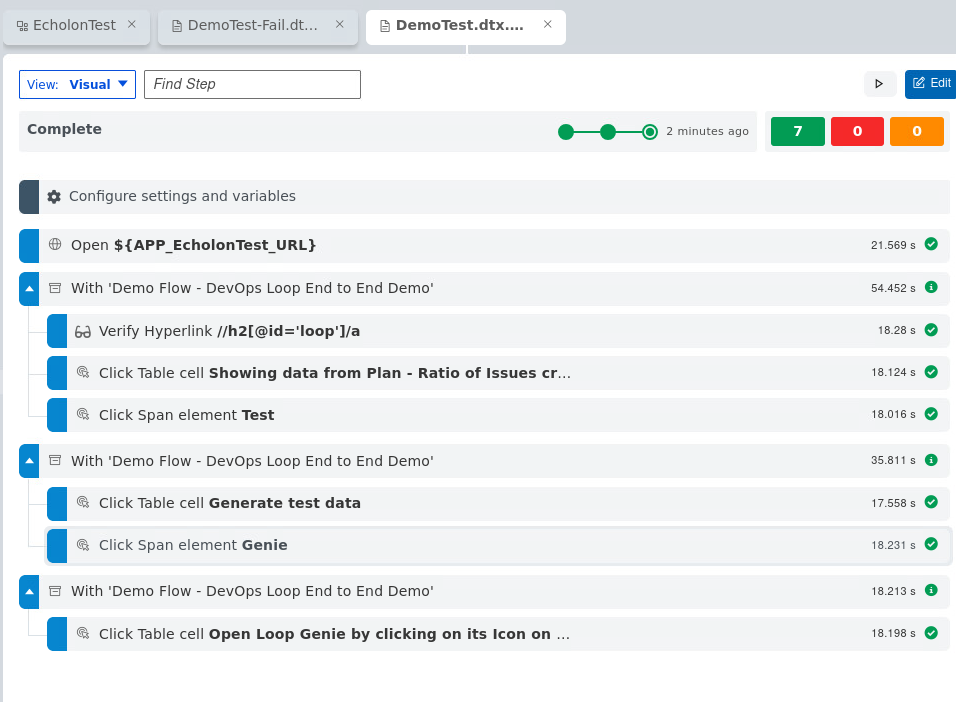 EcholonTest
DemoTest-Fail.dt...
DemoTest.dtx....
View: Visual
Find Step
Edit
Complete
2 minutes ago
7
0
0
Configure settings and variables
Open ${APP_EcholonTest_URL}
21.569 s
With 'Demo Flow - DevOps Loop End to End Demo'
54.452 s
Verify Hyperlink //h2[@id='loop']/a
18.28 s
Click Table cell Showing data from Plan - Ratio of Issues cr...
18.124 s
Click Span element Test
18.016 s
With 'Demo Flow - DevOps Loop End to End Demo'
35.811 s
Click Table cell Generate test data
17.558 s
Click Span element Genie
18.231 s
With 'Demo Flow - DevOps Loop End to End Demo'
18.213 s
Click Table cell Open Loop Genie by clicking on its Icon on ...
18.198 s